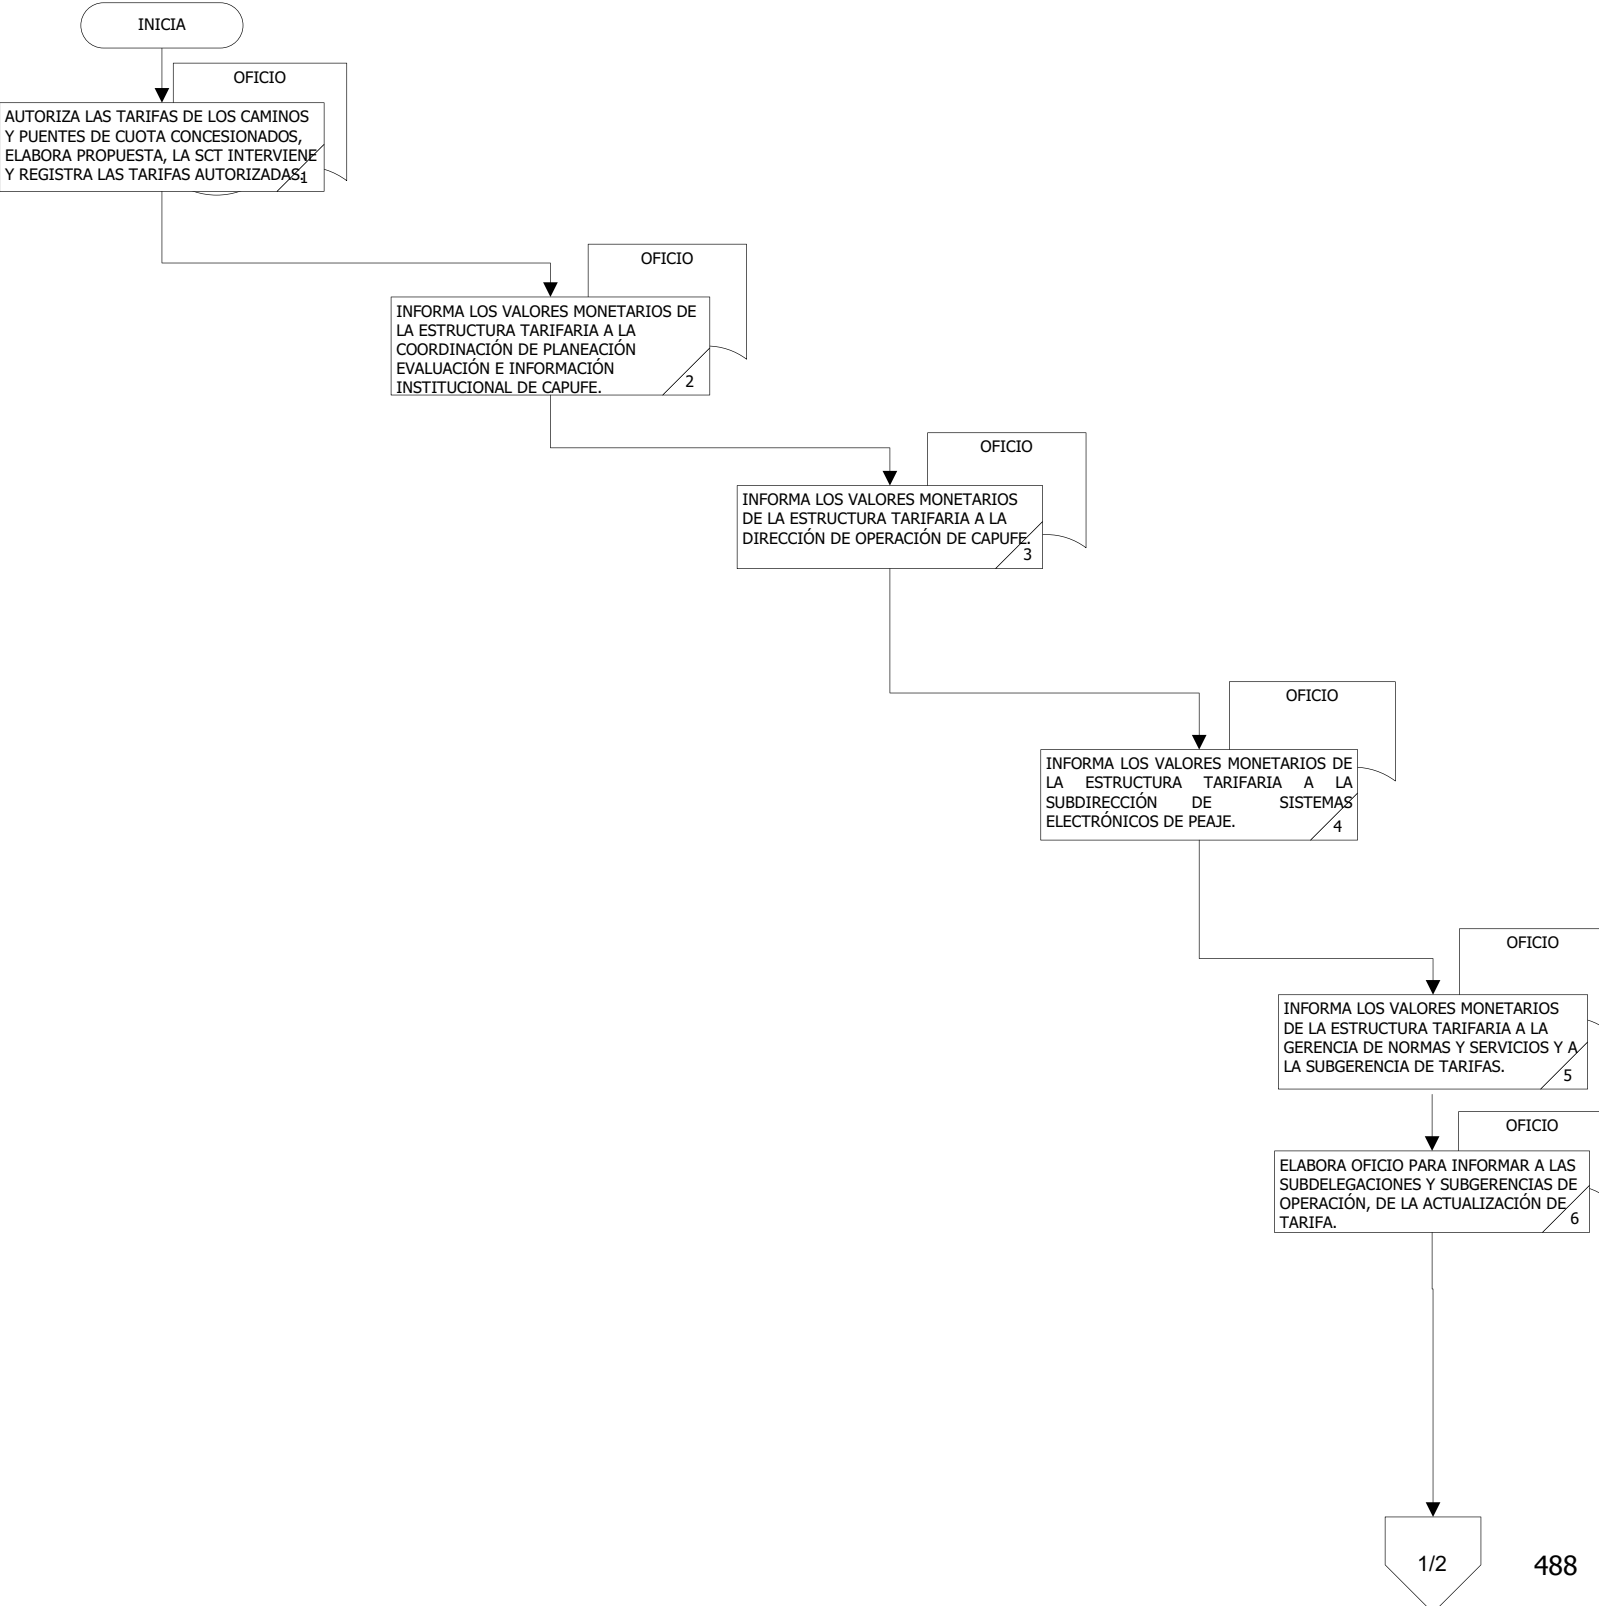 INICIA
OFICIO
AUTORIZA LAS TARIFAS DE LOS CAMINOS
Y PUENTES DE CUOTA CONCESIONADOS,
ELABORA PROPUESTA, LA SCT INTERVIENE
Y REGISTRA LAS TARIFAS AUTORIZADAS.
1
OFICIO
INFORMA LOS VALORES MONETARIOS DE
LA ESTRUCTURA TARIFARIA A LA
COORDINACIÓN DE PLANEACIÓN
EVALUACIÓN E INFORMACIÓN
INSTITUCIONAL DE CAPUFE.
2
OFICIO
INFORMA LOS VALORES MONETARIOS
DE LA ESTRUCTURA TARIFARIA A LA
DIRECCIÓN DE OPERACIÓN DE CAPUFE.
3
OFICIO
INFORMA LOS VALORES MONETARIOS DE
LA ESTRUCTURA TARIFARIA A LA
SUBDIRECCIÓN DE SISTEMAS
ELECTRÓNICOS DE PEAJE.
4
OFICIO
INFORMA LOS VALORES MONETARIOS
DE LA ESTRUCTURA TARIFARIA A LA
GERENCIA DE NORMAS Y SERVICIOS Y A
LA SUBGERENCIA DE TARIFAS.
5
OFICIO
ELABORA OFICIO PARA INFORMAR A LAS
SUBDELEGACIONES Y SUBGERENCIAS DE
OPERACIÓN, DE LA ACTUALIZACIÓN DE
TARIFA.
6
1/2
488